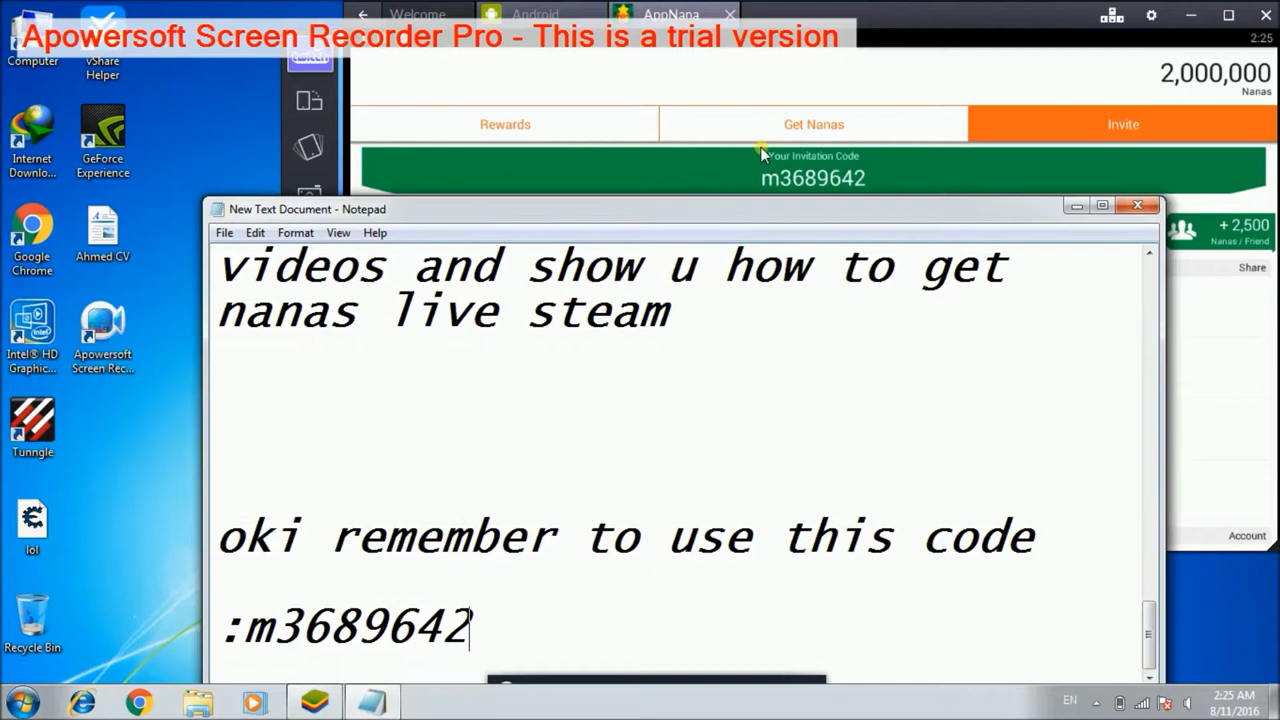 Welcome
Android
AppNana
Apowersoft Screen Recorder Pro - This is a trial version
2:25
2,000,000
Nanas
Rewards
Get Nanas
Invite
Your Invitation Code
m3689642
+ 2,500
Nanas / Friend
Share
Account
Computer
vShare
Helper
Internet
Downlo...
GeForce
Experience
Google
Chrome
Ahmed CV
Intel® HD
Graphic...
Apowersoft
Screen Rec...
Tunngle
lol
Recycle Bin
New Text Document - Notepad
File Edit Format View Help
videos and show u how to get
nanas live steam
oki remember to use this code
:m3689642
EN
2:25 AM
8/11/2016